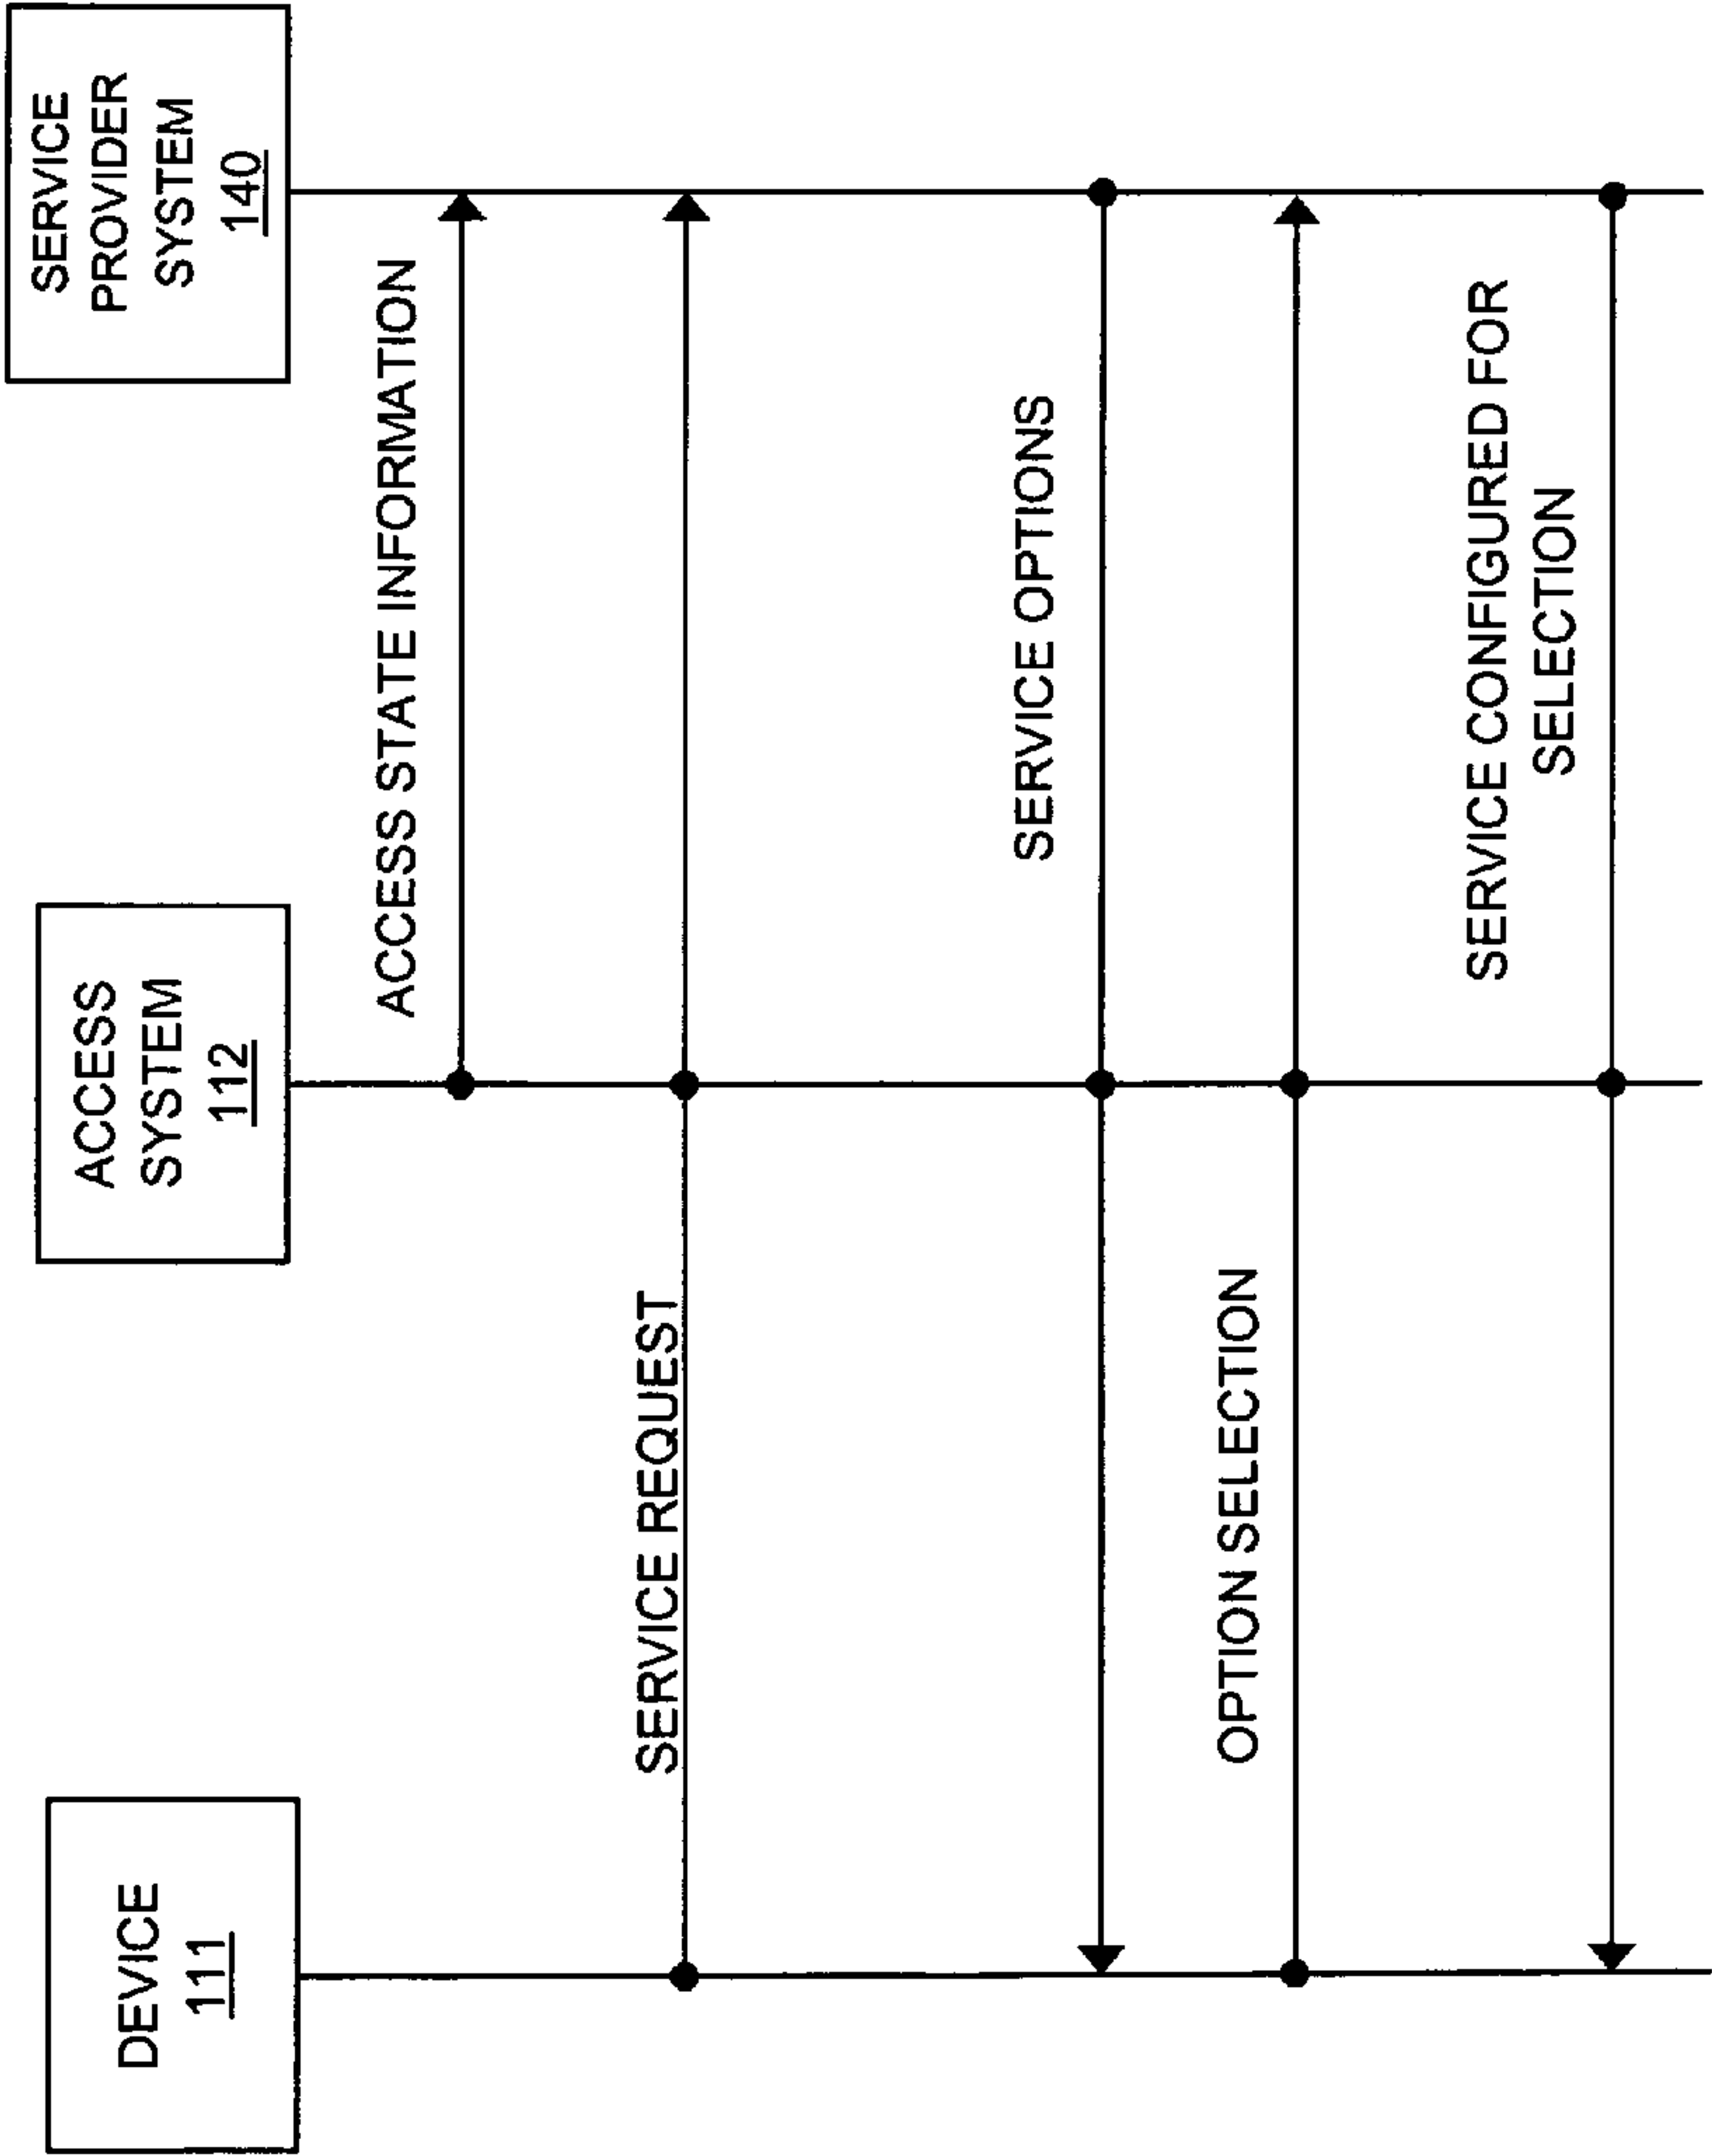 DEVICE
111
ACCESS
SYSTEM
112
SERVICE
PROVIDER
SYSTEM
140
ACCESS STATE INFORMATION
SERVICE REQUEST
SERVICE OPTIONS
OPTION SELECTION
SERVICE CONFIGURED FOR
SELECTION